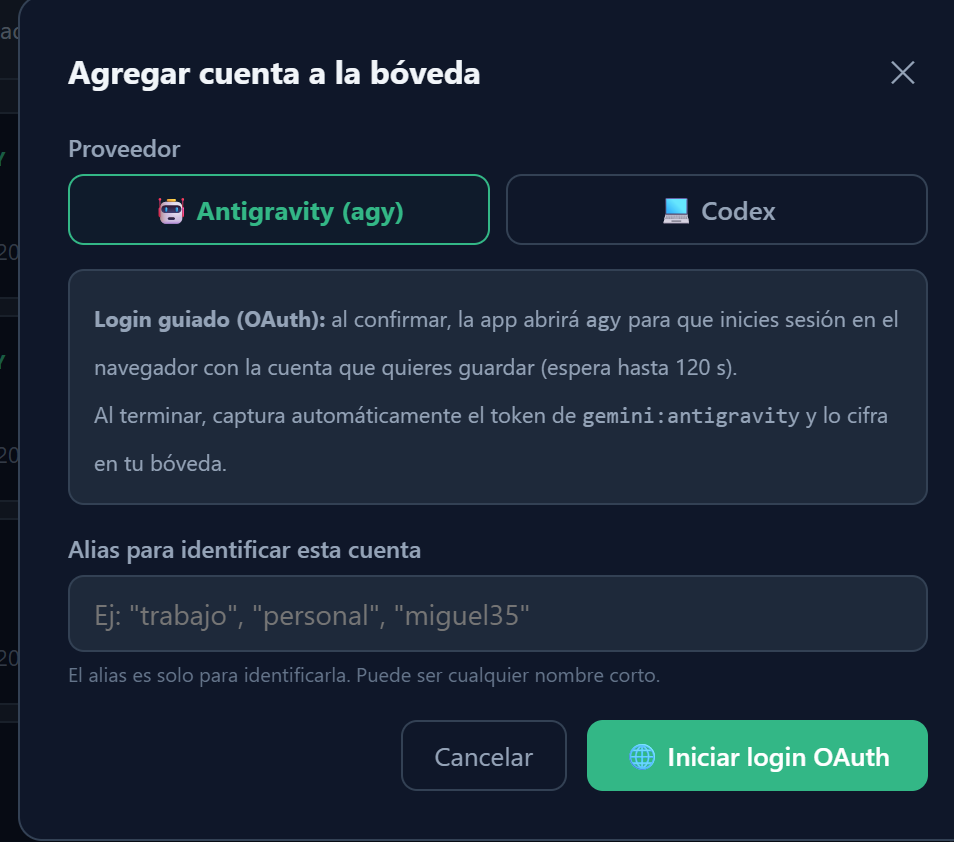 Agregar cuenta a la bóveda
Proveedor
Antigravity (agy)
Codex
Login guiado (OAuth): al confirmar, la app abrirá agy para que inicies sesión en el
navegador con la cuenta que quieres guardar (espera hasta 120 s).
Al terminar, captura automáticamente el token de gemini:antigravity y lo cifra
en tu bóveda.
Alias para identificar esta cuenta
Ej: "trabajo", "personal", "miguel35"
El alias es solo para identificarla. Puede ser cualquier nombre corto.
Cancelar
Iniciar login OAuth